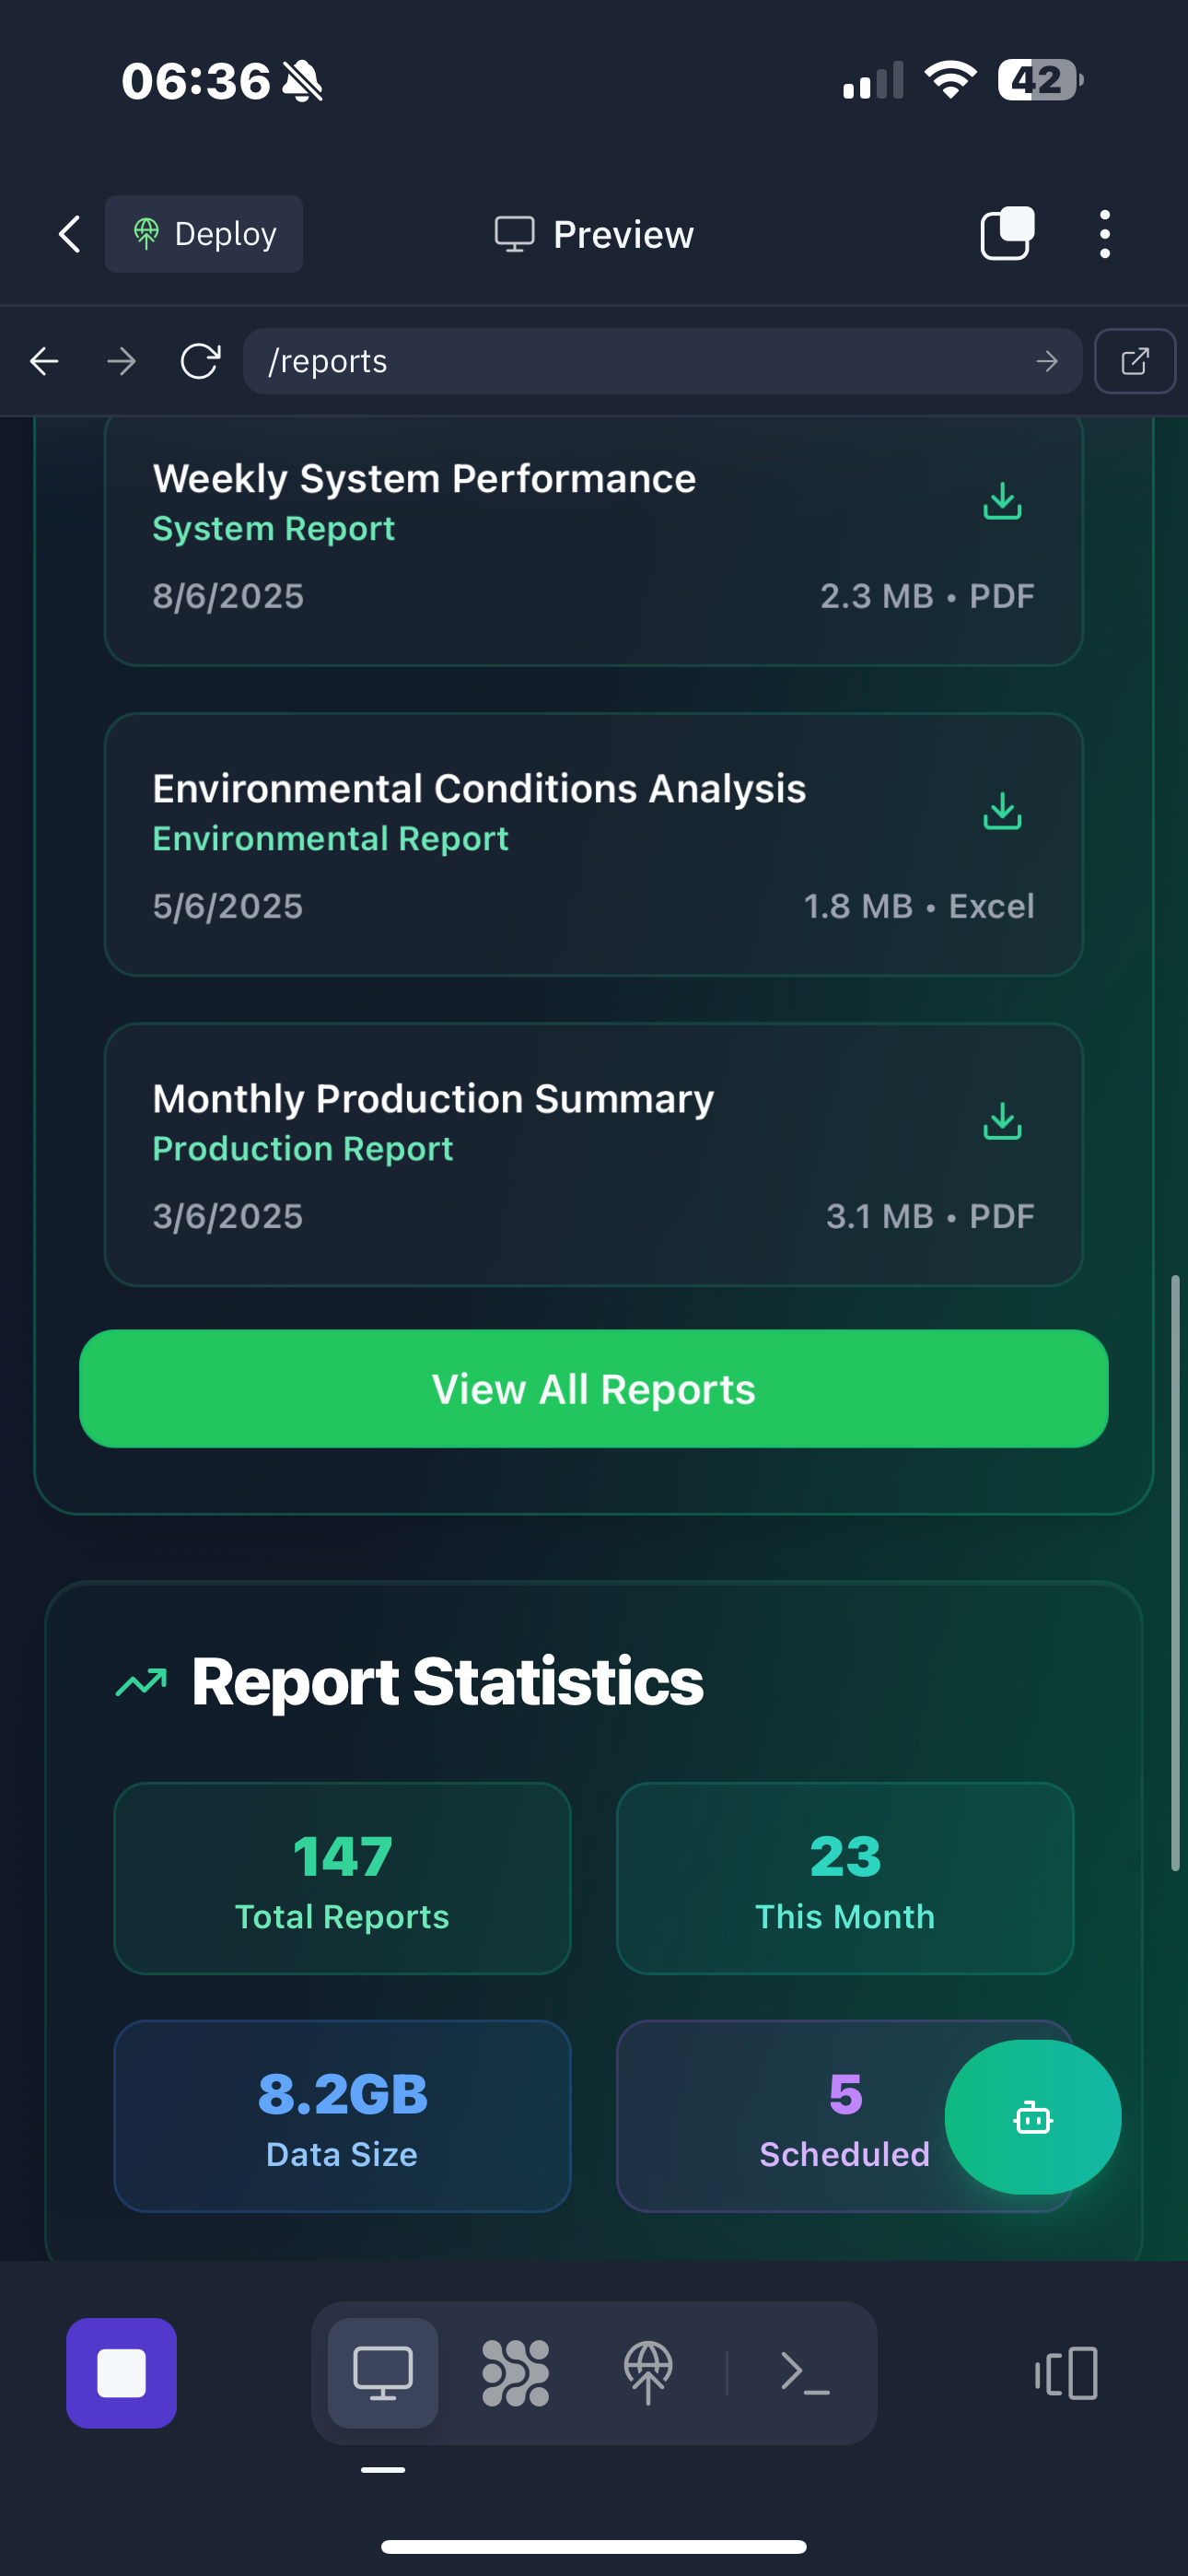 06:36
42
Deploy
Preview
/reports
Weekly System Performance
System Report
8/6/2025
2.3 MB • PDF
Environmental Conditions Analysis
Environmental Report
5/6/2025
1.8 MB • Excel
Monthly Production Summary
Production Report
3/6/2025
3.1 MB • PDF
View All Reports
Report Statistics
147
Total Reports
23
This Month
8.2GB
Data Size
5
Scheduled